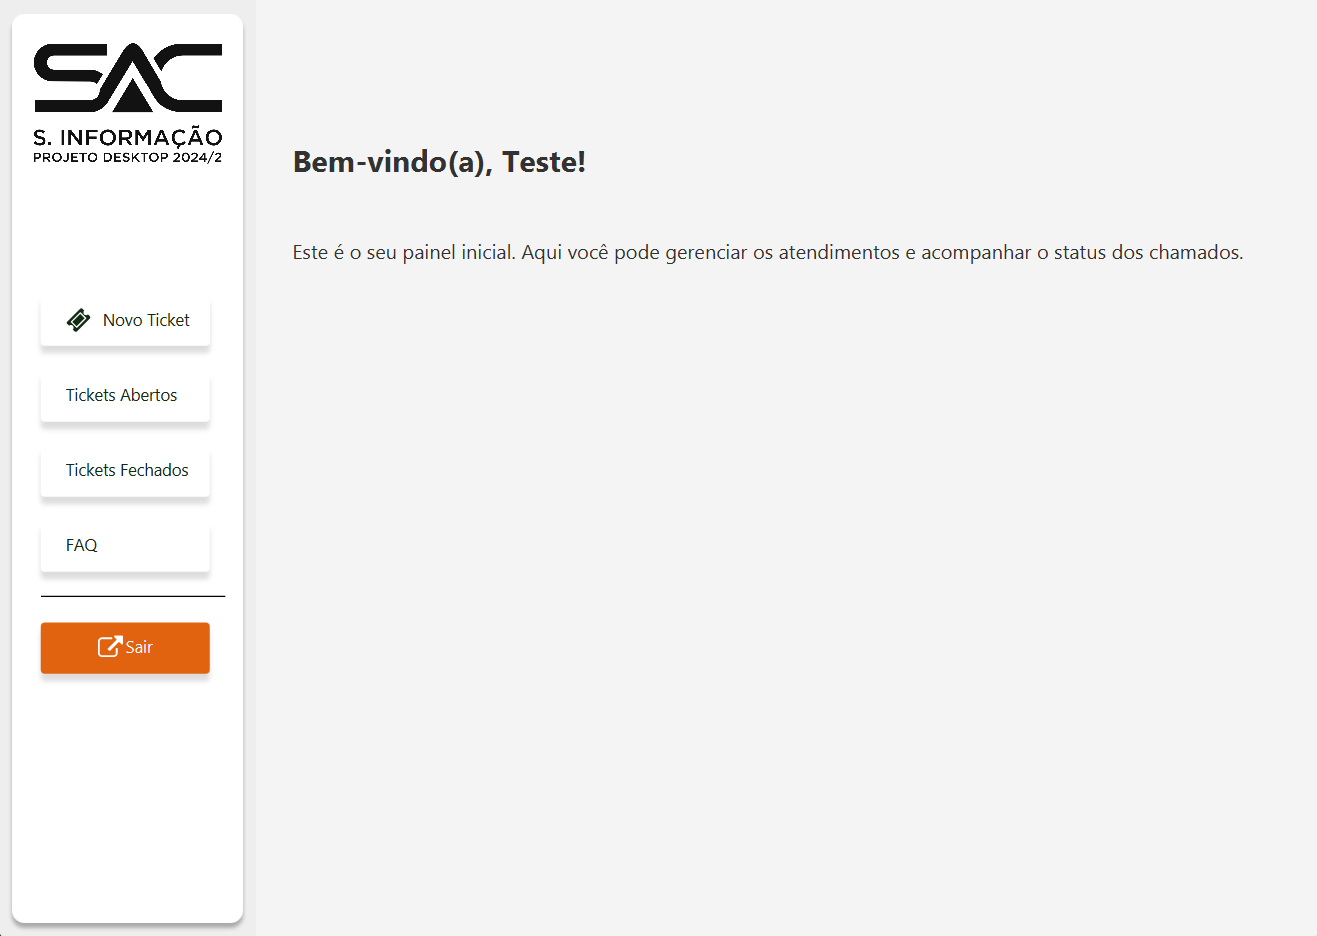 SAC
S. INFORMAÇÃO
PROJETO DESKTOP 2024/2
Novo Ticket
Tickets Abertos
Tickets Fechados
FAQ
Sair
Bem-vindo(a), Teste!
Este é o seu painel inicial. Aqui você pode gerenciar os atendimentos e acompanhar o status dos chamados.